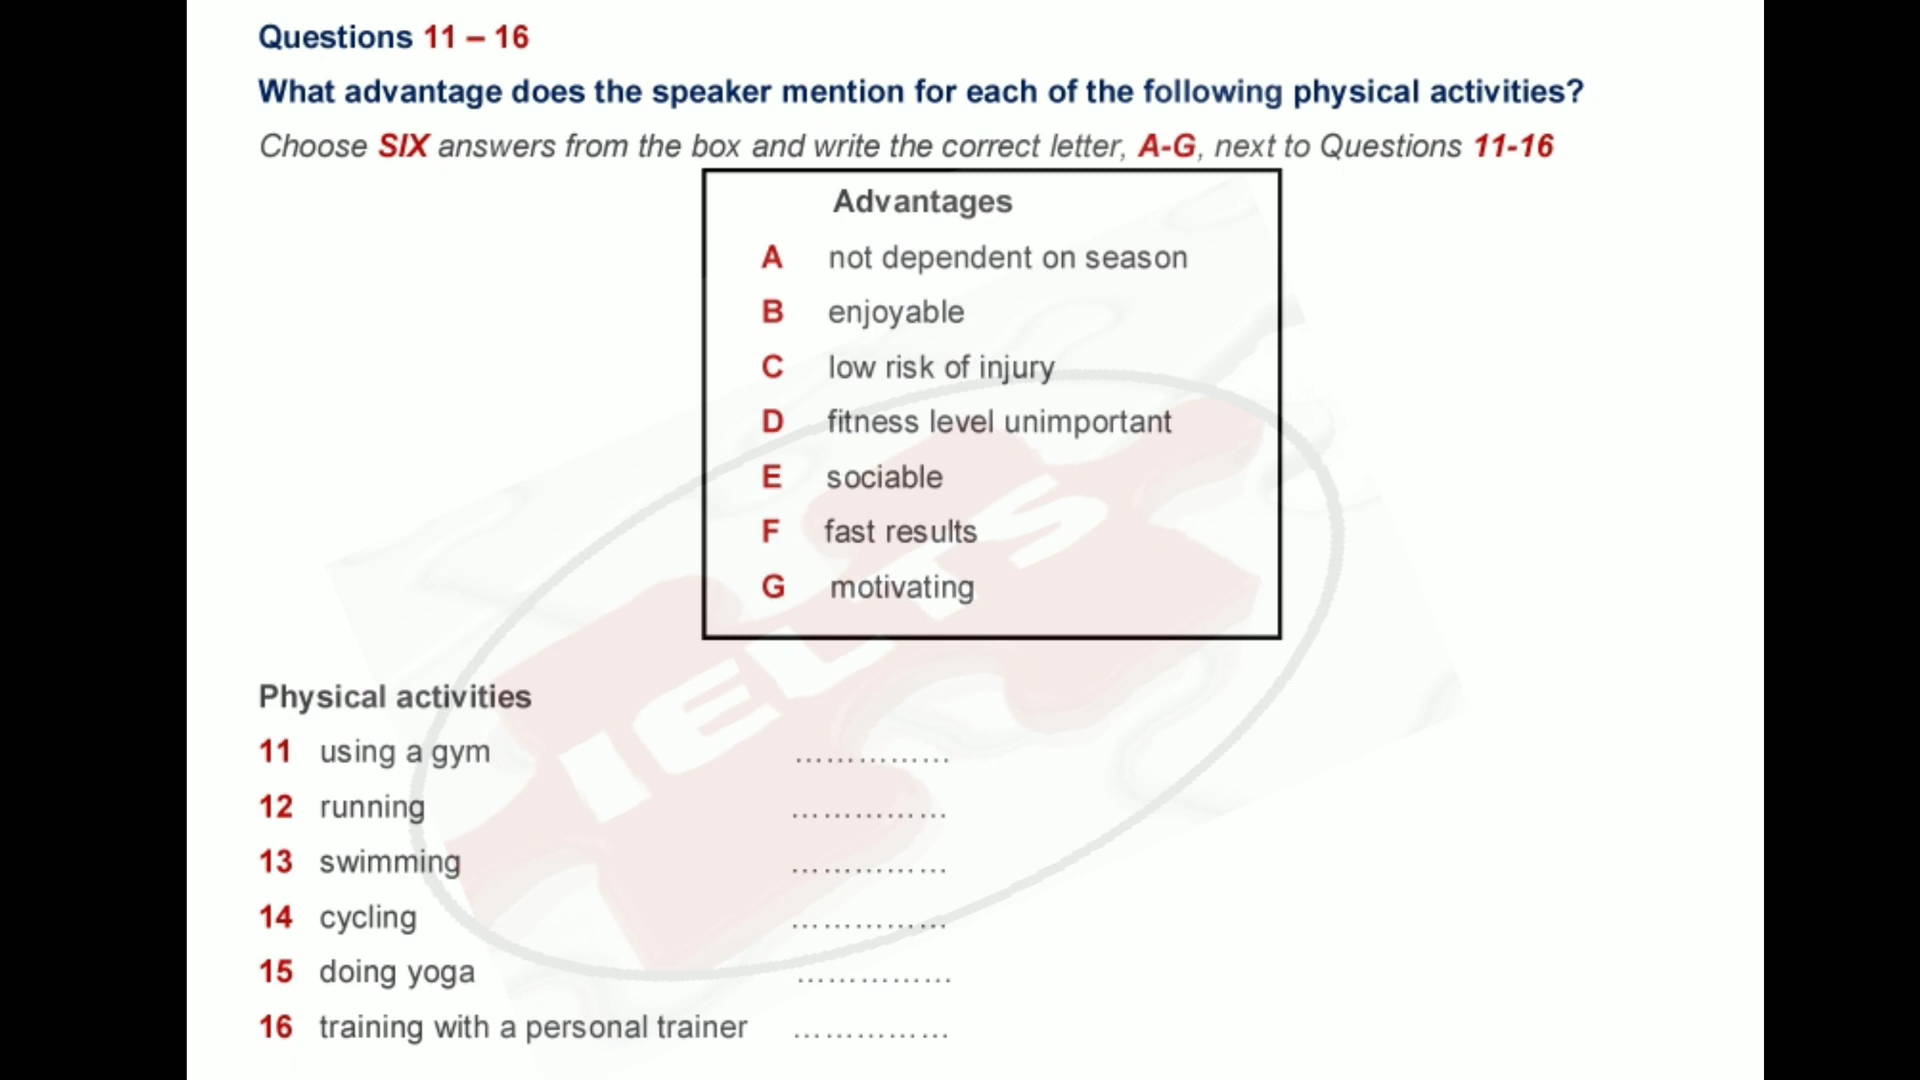 Questions 11 – 16
What advantage does the speaker mention for each of the following physical activities?
Choose SIX answers from the box and write the correct letter, A-G, next to Questions 11-16
Advantages
A not dependent on season
B enjoyable
C low risk of injury
D fitness level unimportant
E sociable
F fast results
G motivating
IELTS
Physical activities
11 using a gym ……………
12 running ……………
13 swimming ……………
14 cycling ……………
15 doing yoga ……………
16 training with a personal trainer ……………